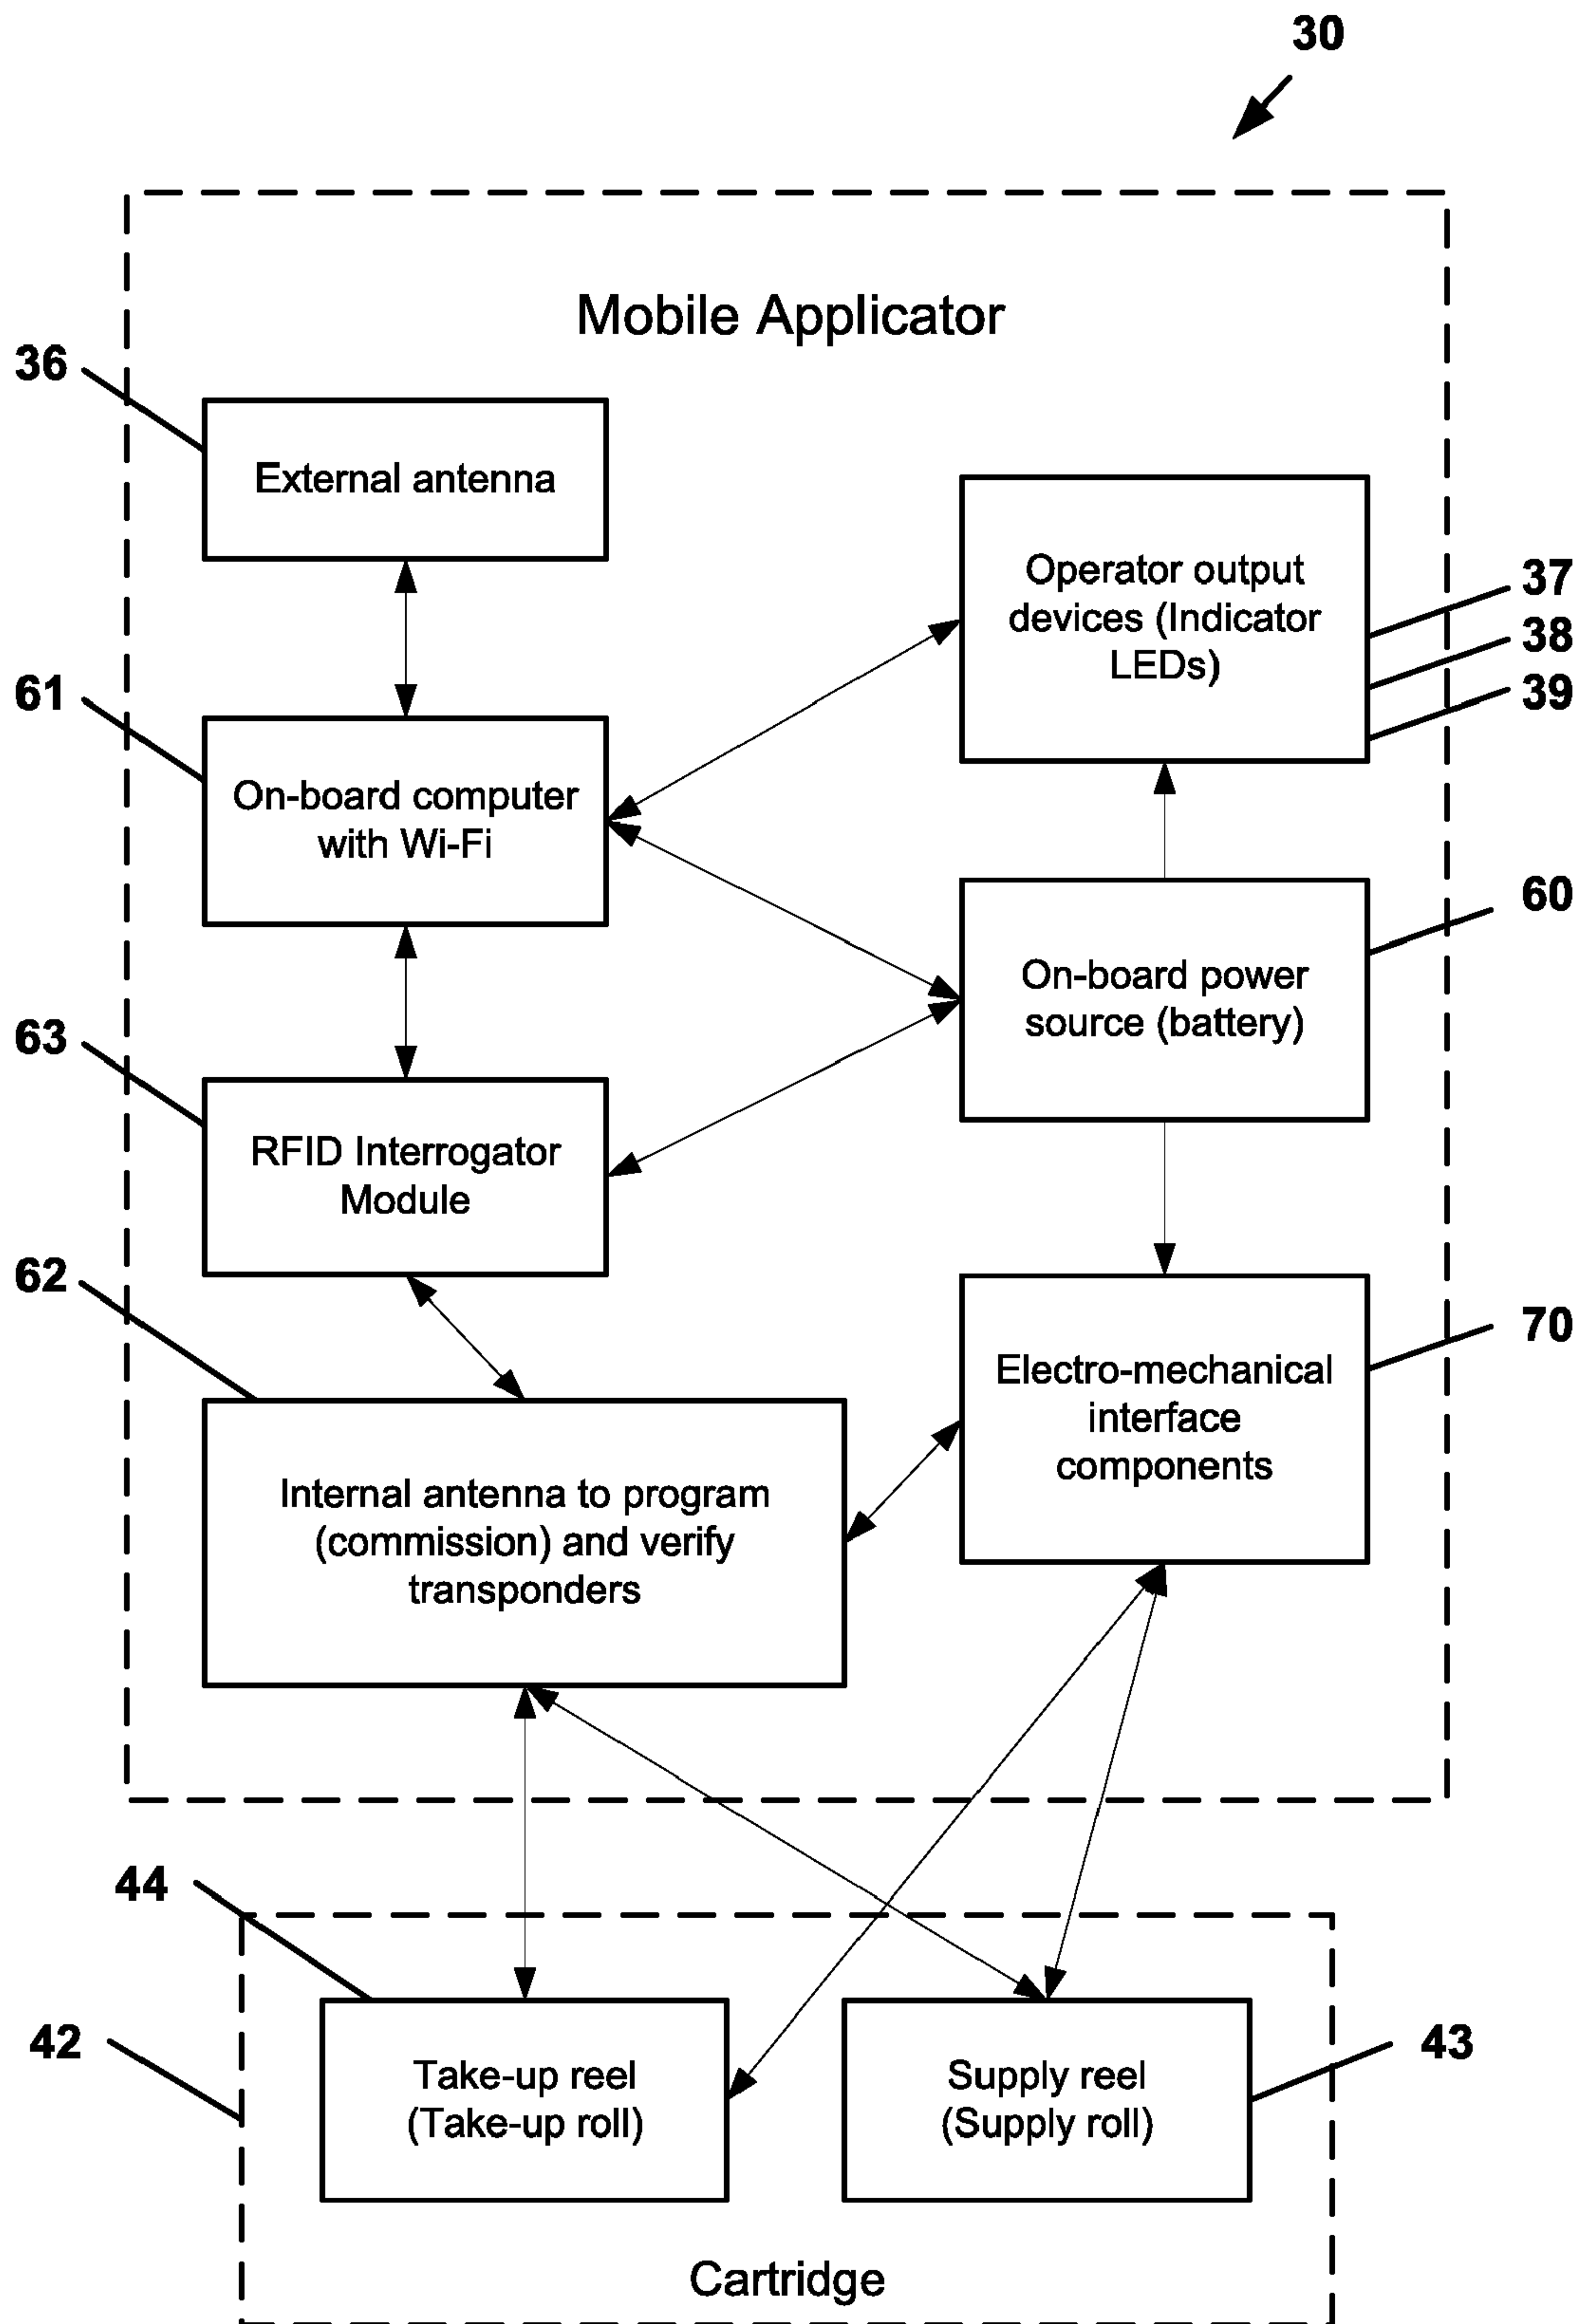 30
Mobile Applicator
36
External antenna
Operator output
devices (Indicator
LEDs)
37
38
39
61
On-board computer
with Wi-Fi
60
On-board power
source (battery)
63
RFID Interrogator
Module
62
70
Electro-mechanical
interface
components
Internal antenna to program
(commission) and verify
transponders
44
42
Take-up reel
(Take-up roll)
Supply reel
(Supply roll)
43
Cartridge